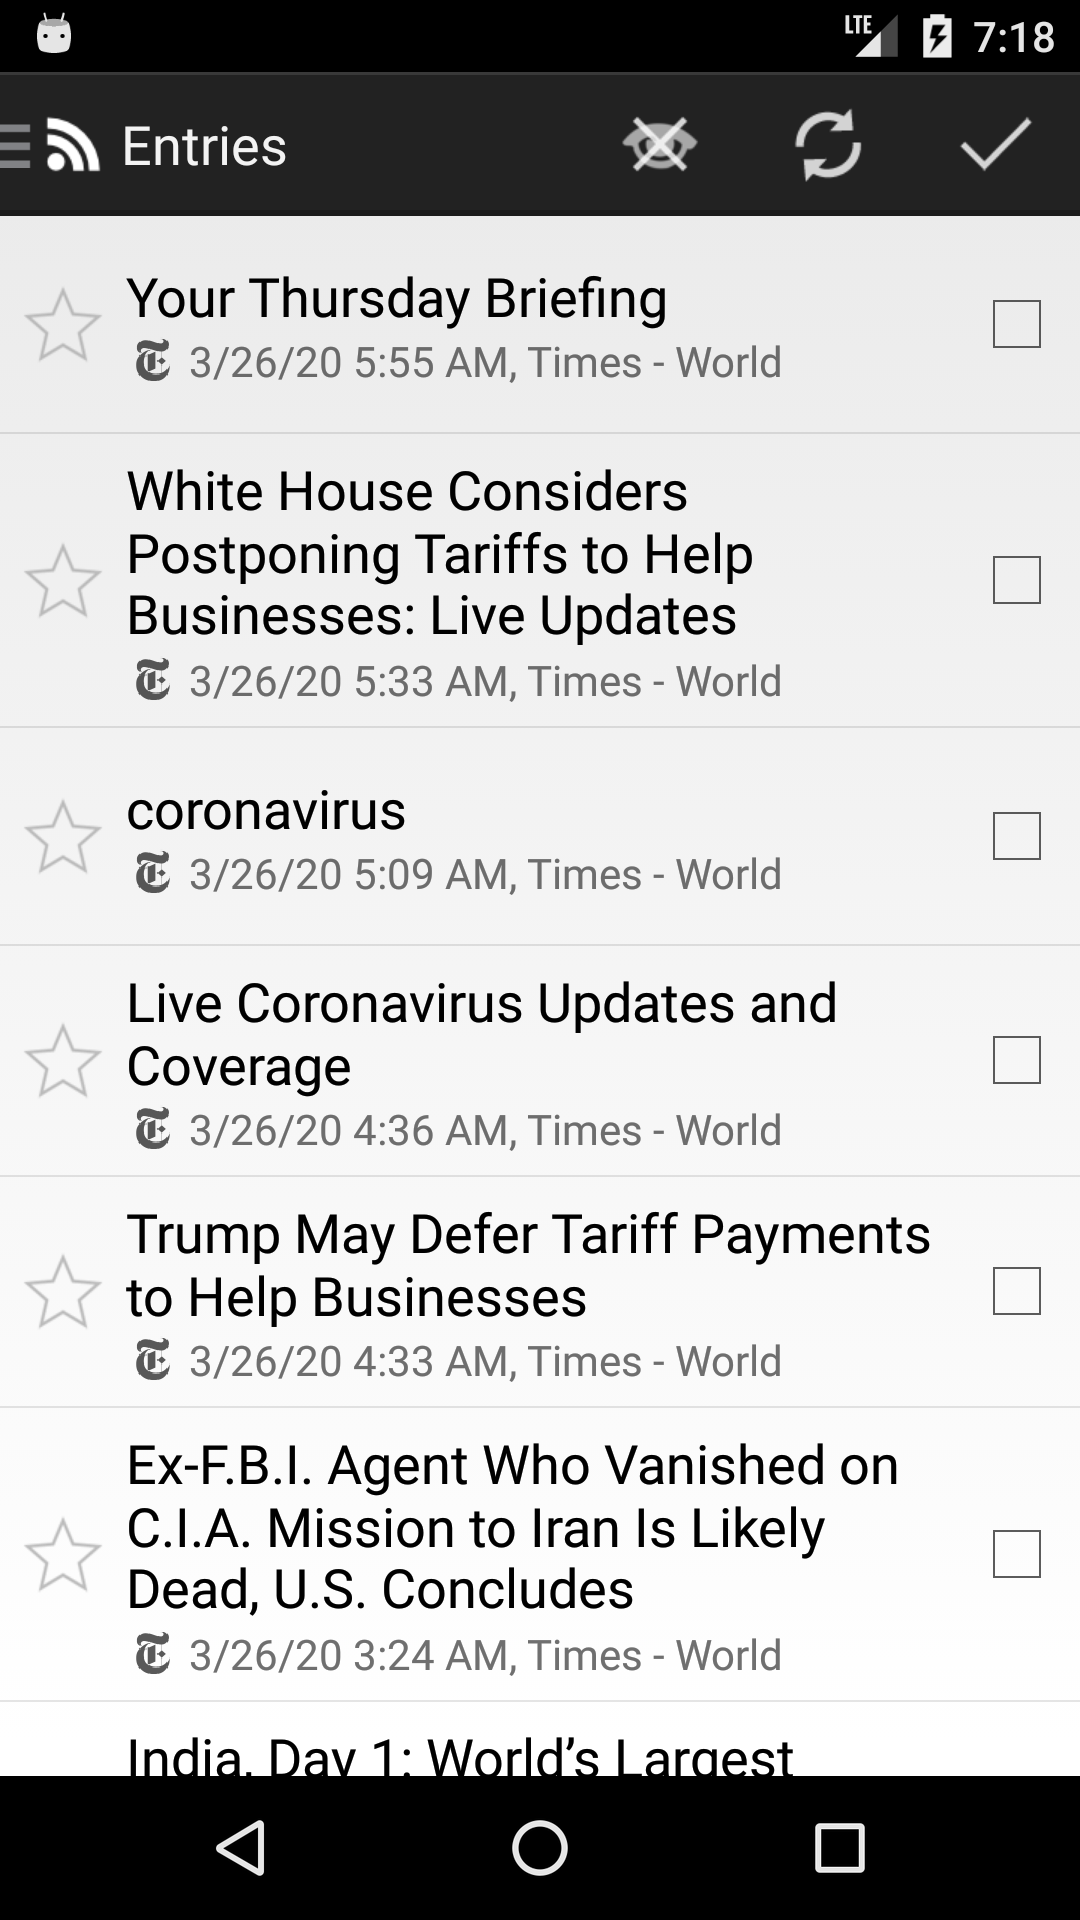 LTE 7:18
Entries
Your Thursday Briefing
3/26/20 5:55 AM, Times - World
White House Considers
Postponing Tariffs to Help
Businesses: Live Updates
3/26/20 5:33 AM, Times - World
coronavirus
3/26/20 5:09 AM, Times - World
Live Coronavirus Updates and
Coverage
3/26/20 4:36 AM, Times - World
Trump May Defer Tariff Payments
to Help Businesses
3/26/20 4:33 AM, Times - World
Ex-F.B.I. Agent Who Vanished on
C.I.A. Mission to Iran Is Likely
Dead, U.S. Concludes
3/26/20 3:24 AM, Times - World
India, Day 1: World’s Largest